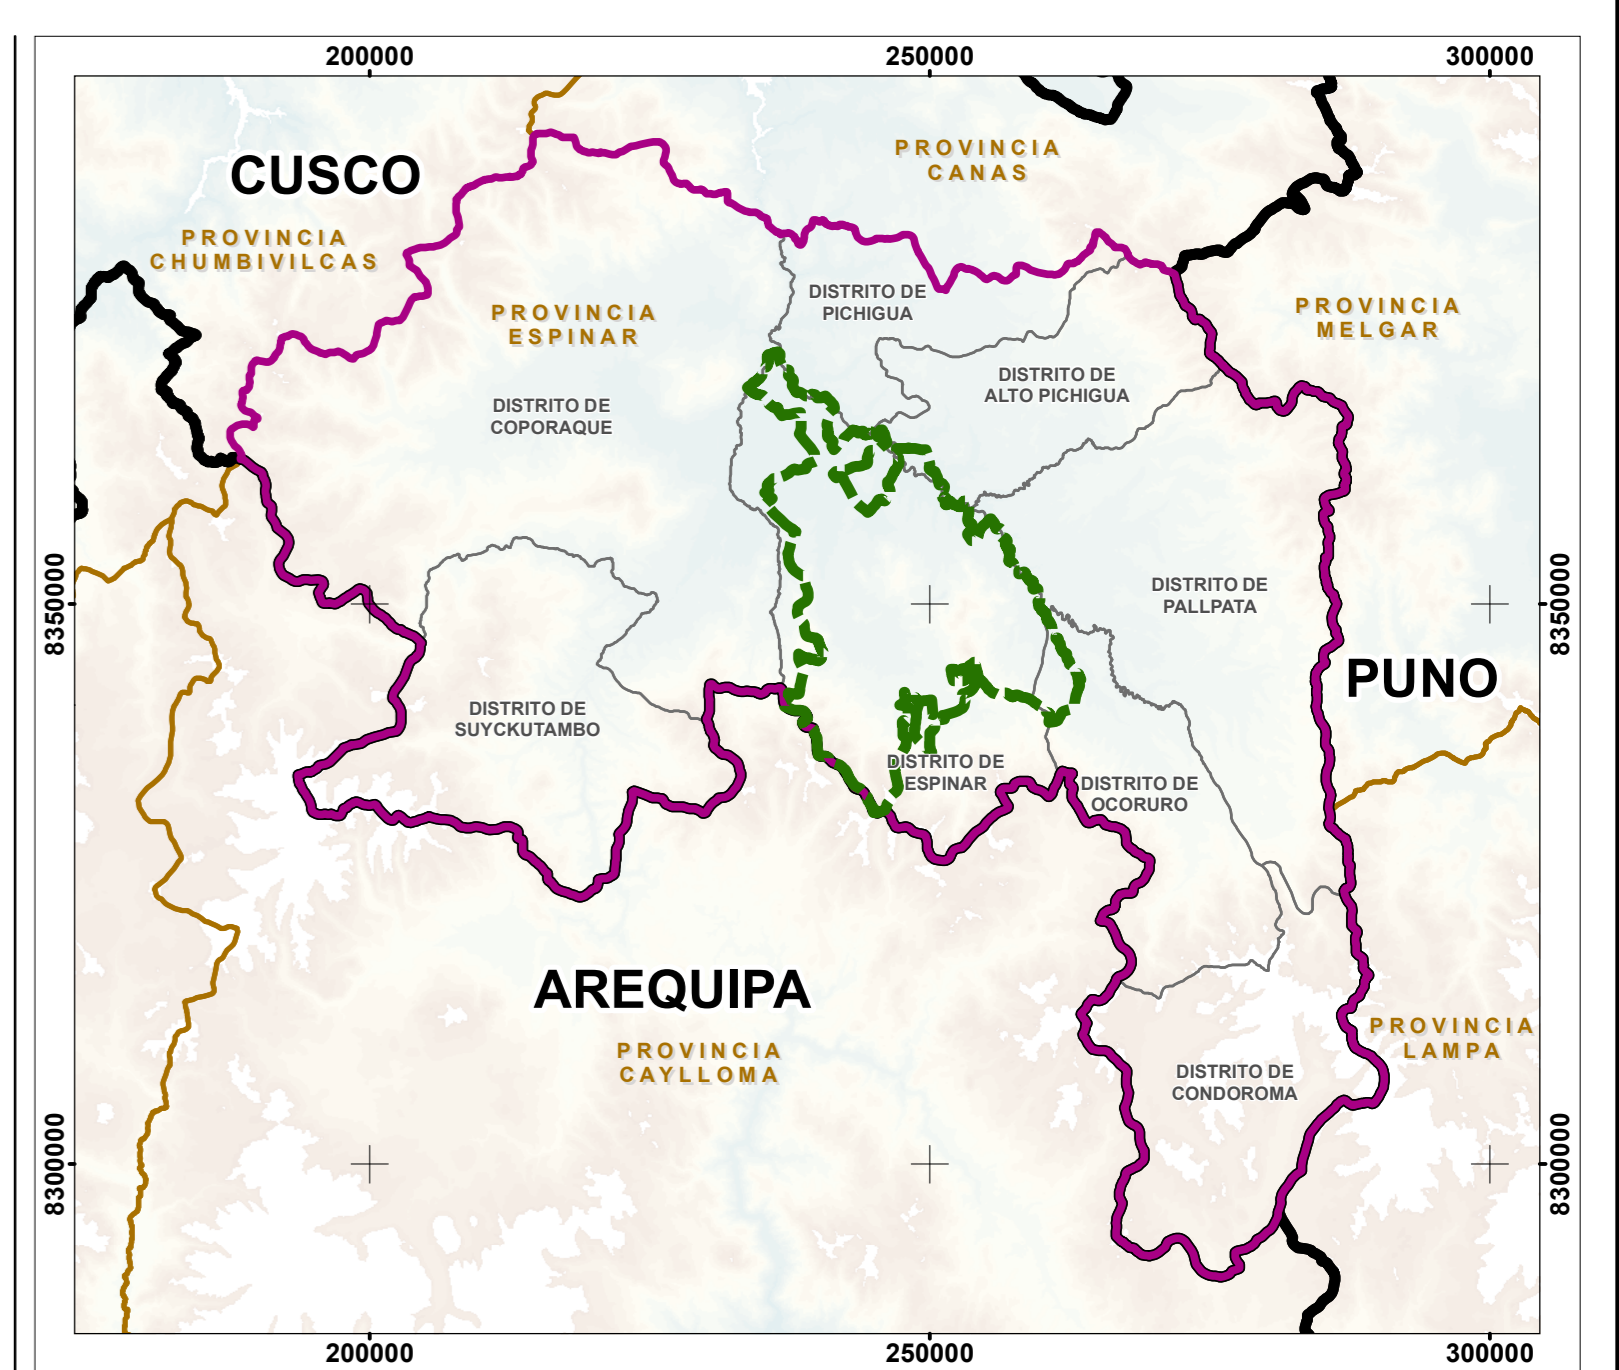 200000
250000
300000
CUSCO
PROVINCIA
CANAS
PROVINCIA
CHUMBIVILCAS
DISTRITO DE
PICHIGUA
PROVINCIA
ESPINAR
PROVINCIA
MELGAR
DISTRITO DE
ALTO PICHIGUA
DISTRITO DE
COPORAQUE
8350000
8350000
DISTRITO DE
PALLPATA
PUNO
DISTRITO DE
SUYCKUTAMBO
DISTRITO DE
ESPINAR
DISTRITO DE
OCORURO
AREQUIPA
PROVINCIA
CAYLLOMA
PROVINCIA
LAMPA
DISTRITO DE
CONDOROMA
8300000
8300000
200000
250000
300000